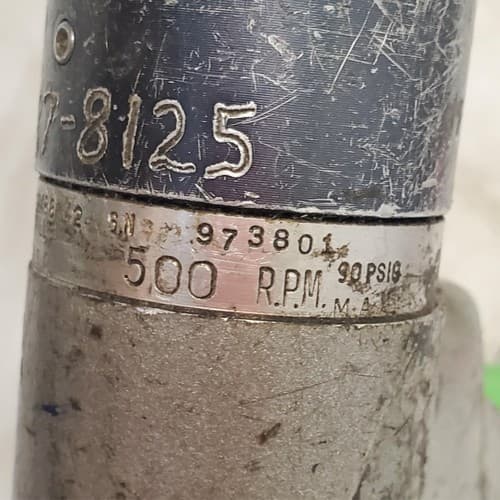 7-8125
S.N. 973801
500 R.P.M. 90 PSIG
M.A.